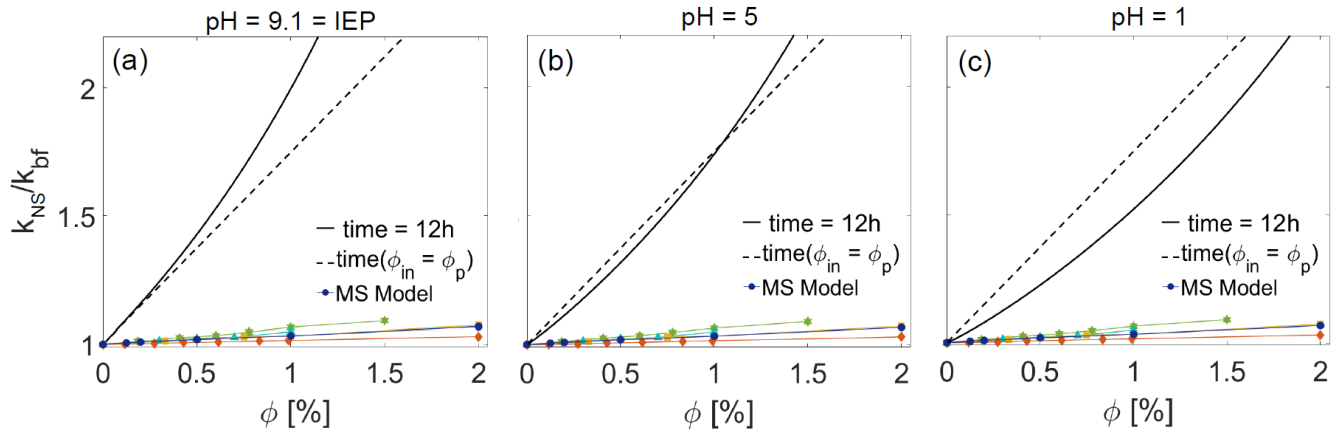 pH = 9.1 = IEP
pH = 5
pH = 1
(a)
(b)
(c)
k_NS/k_bf
2
1.5
1
time = 12h
time(ϕ_in = ϕ_p)
MS Model
time = 12h
time(ϕ_in = ϕ_p)
MS Model
time = 12h
time(ϕ_in = ϕ_p)
MS Model
0 0.5 1 1.5 2
0 0.5 1 1.5 2
0 0.5 1 1.5 2
ϕ [%]
ϕ [%]
ϕ [%]